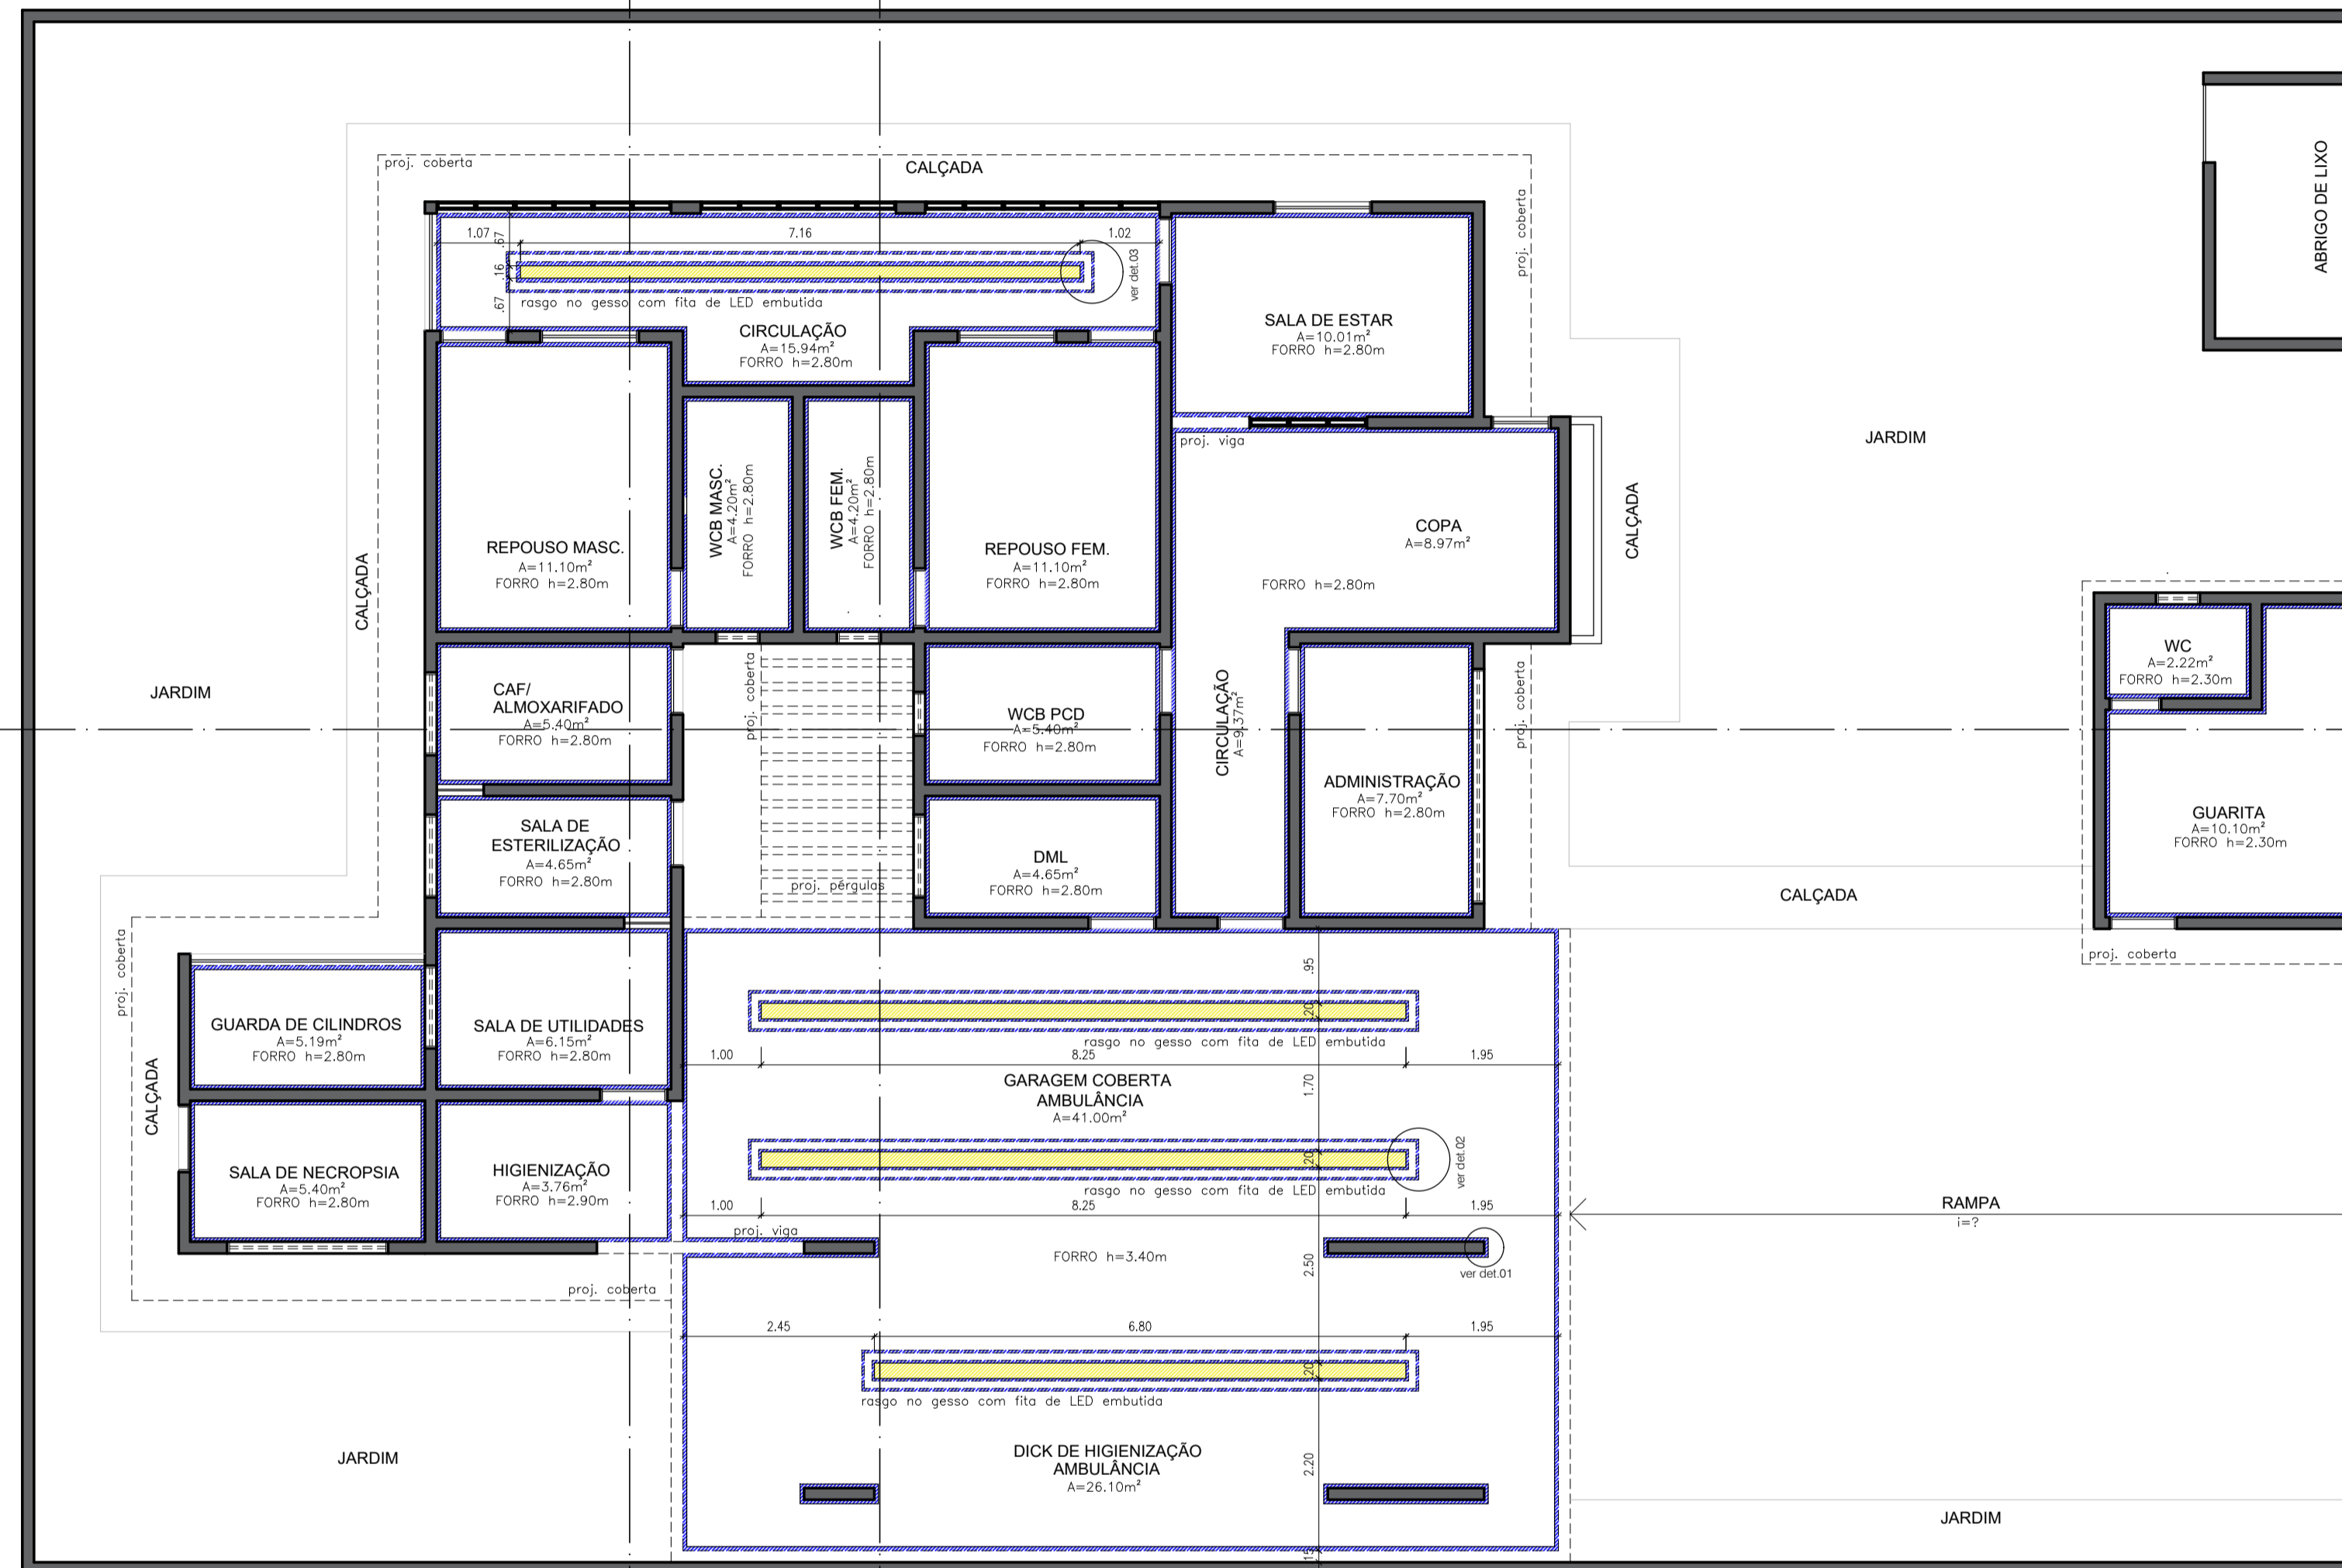 proj. coberta
CALÇADA
proj. coberta
ABRIGO DE LIXO
1.07
.67
7.16
1.02
.16
.67
ver det.03
rasgo no gesso com fita de LED embutida
CIRCULAÇÃO
A=15.94m²
FORRO h=2.80m
SALA DE ESTAR
A=10.01m²
FORRO h=2.80m
proj. viga
JARDIM
CALÇADA
REPOUSO MASC.
A=11.10m²
FORRO h=2.80m
WCB MASC.
A=4.20m²
FORRO h=2.80m
WCB FEM.
A=4.20m²
FORRO h=2.80m
REPOUSO FEM.
A=11.10m²
FORRO h=2.80m
COPA
A=8.97m²
FORRO h=2.80m
CALÇADA
JARDIM
CAF/
ALMOXARIFADO
A=5.40m²
FORRO h=2.80m
proj. coberta
WCB PCD
A=5.40m²
FORRO h=2.80m
CIRCULAÇÃO
A=9.37m²
proj. coberta
WC
A=2.22m²
FORRO h=2.30m
ADMINISTRAÇÃO
A=7.70m²
FORRO h=2.80m
GUARITA
A=10.10m²
FORRO h=2.30m
SALA DE
ESTERILIZAÇÃO
A=4.65m²
FORRO h=2.80m
proj. pérgulas
DML
A=4.65m²
FORRO h=2.80m
CALÇADA
proj. coberta
proj. coberta
.95
.20
GUARDA DE CILINDROS
A=5.19m²
FORRO h=2.80m
SALA DE UTILIDADES
A=6.15m²
FORRO h=2.80m
rasgo no gesso com fita de LED embutida
1.00
8.25
1.95
CALÇADA
GARAGEM COBERTA
AMBULÂNCIA
A=41.00m²
1.70
SALA DE NECROPSIA
A=5.40m²
FORRO h=2.80m
HIGIENIZAÇÃO
A=3.76m²
FORRO h=2.90m
.20
ver det.02
rasgo no gesso com fita de LED embutida
1.00
8.25
1.95
RAMPA
i=?
proj. viga
FORRO h=3.40m
2.50
ver det.01
proj. coberta
2.45
6.80
1.95
.20
rasgo no gesso com fita de LED embutida
JARDIM
DICK DE HIGIENIZAÇÃO
AMBULÂNCIA
A=26.10m²
2.20
JARDIM
.15